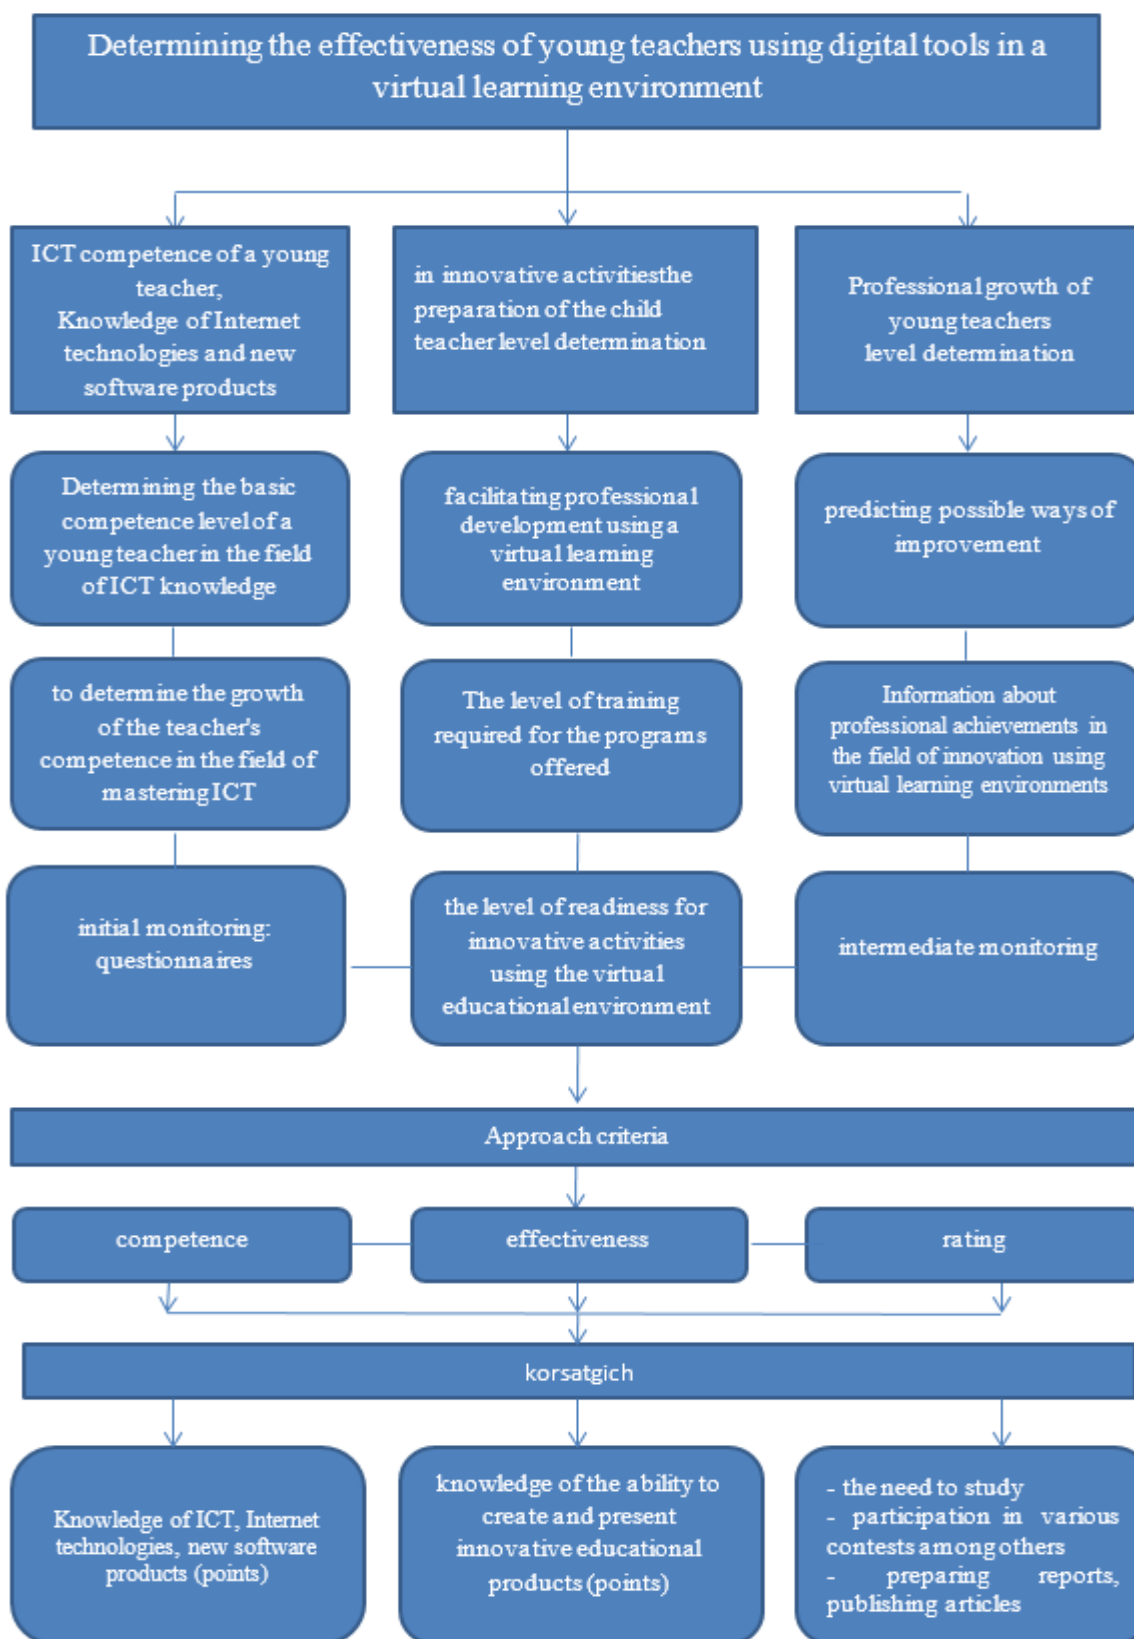 Determining the effectiveness of young teachers using digital tools in a
virtual learning environment
ICT competence of a young
teacher,
Knowledge of Internet
technologies and new
software products
in innovative activitiesthe
preparation of the child
teacher level determination
Professional growth of
young teachers
level determination
Determining the basic
competence level of a
young teacher in the field
of ICT knowledge
facilitating professional
development using a
virtual learning
environment
predicting possible ways of
improvement
to determine the growth
of the teacher's
competence in the field of
mastering ICT
The level of training
required for the programs
offered
Information about
professional achievements in
the field of innovation using
virtual learning environments
initial monitoring:
questionnaires
the level of readiness for
innovative activities
using the virtual
educational environment
intermediate monitoring
Approach criteria
competence
effectiveness
rating
korsatgich
Knowledge of ICT, Internet
technologies, new software
products (points)
knowledge of the ability to
create and present
innovative educational
products (points)
- the need to study
- participation in various
contests among others
- preparing reports,
publishing articles